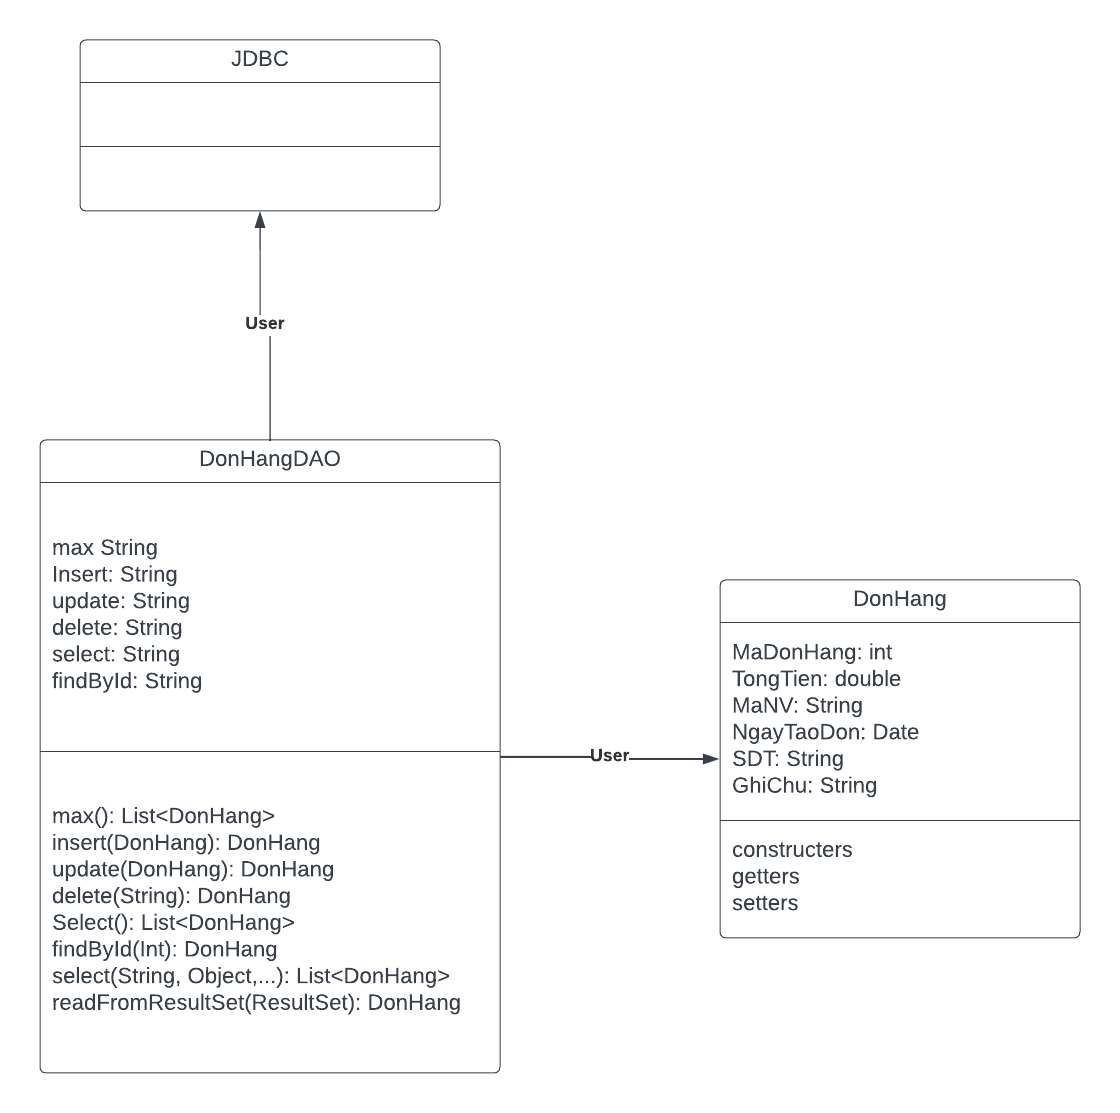 JDBC
User
DonHangDAO
max String
Insert: String
update: String
delete: String
select: String
findById: String
max(): List<DonHang>
insert(DonHang): DonHang
update(DonHang): DonHang
delete(String): DonHang
Select(): List<DonHang>
findById(Int): DonHang
select(String, Object,...): List<DonHang>
readFromResultSet(ResultSet): DonHang
User
DonHang
MaDonHang: int
TongTien: double
MaNV: String
NgayTaoDon: Date
SDT: String
GhiChu: String
constructers
getters
setters